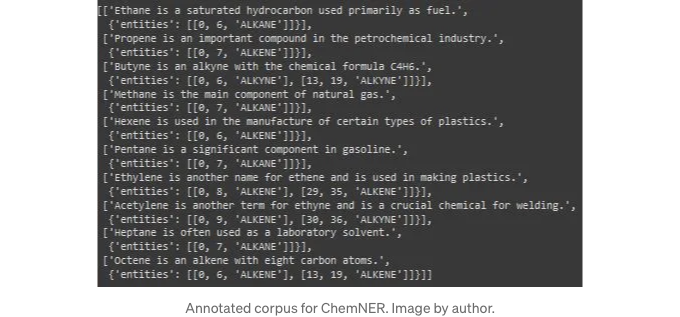 [['Ethane is a saturated hydrocarbon used primarily as fuel.',
{'entities': [[0, 6, 'ALKANE']]}],
['Propene is an important compound in the petrochemical industry.',
{'entities': [[0, 7, 'ALKENE']]}],
['Butyne is an alkyne with the chemical formula C4H6.',
{'entities': [[0, 6, 'ALKYNE'], [13, 19, 'ALKYNE']]}],
['Methane is the main component of natural gas.',
{'entities': [[0, 7, 'ALKANE']]}],
['Hexene is used in the manufacture of certain types of plastics.',
{'entities': [[0, 6, 'ALKENE']]}],
['Pentane is a significant component in gasoline.',
{'entities': [[0, 7, 'ALKANE']]}],
['Ethylene is another name for ethene and is used in making plastics.',
{'entities': [[0, 8, 'ALKENE'], [29, 35, 'ALKENE']]}],
['Acetylene is another term for ethyne and is a crucial chemical for welding.',
{'entities': [[0, 9, 'ALKENE'], [30, 36, 'ALKYNE']]}],
['Heptane is often used as a laboratory solvent.',
{'entities': [[0, 7, 'ALKANE']]}],
['Octene is an alkene with eight carbon atoms.',
{'entities': [[0, 6, 'ALKENE'], [13, 19, 'ALKENE']]}]]
Annotated corpus for ChemNER. Image by author.